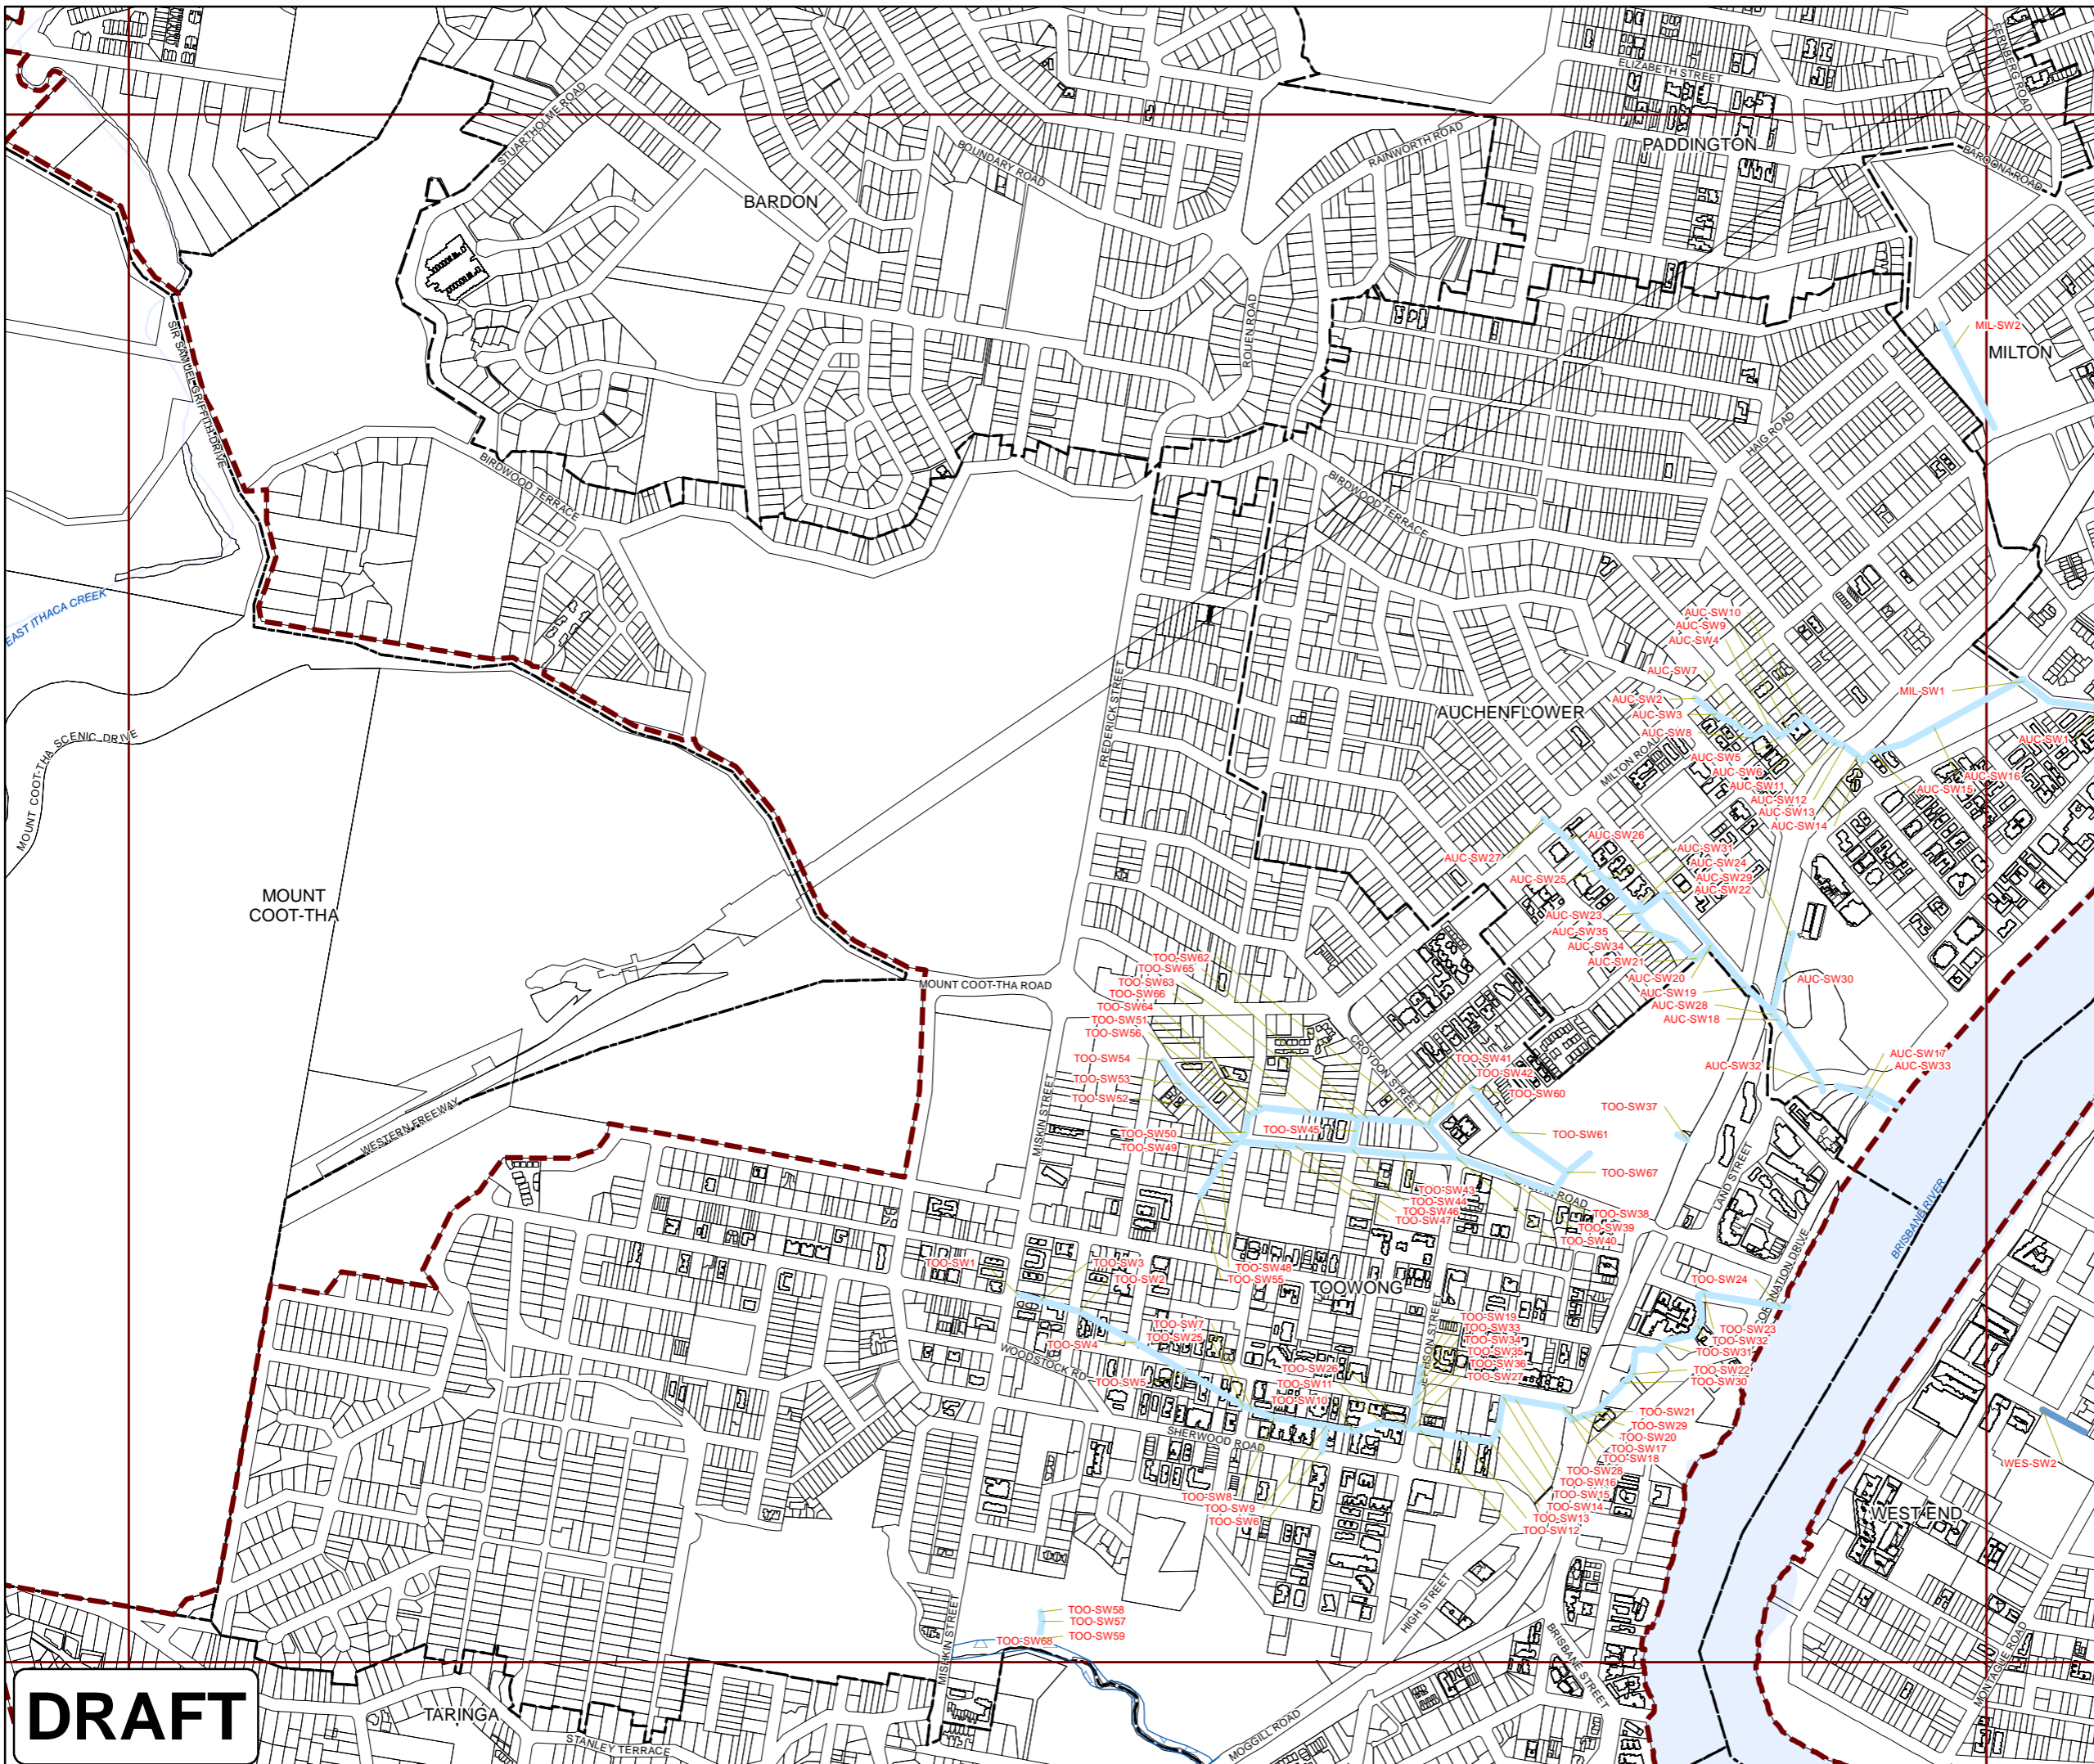 FERNBERG ROAD
ELIZABETH STREET
STUARTHOLME ROAD
BOUNDARY ROAD
RAINWORTH ROAD
PADDINGTON
BAROONA ROAD
BARDON
SIR SAMUEL GRIFFITH DRIVE
ROUEN ROAD
MIL-SW2
MILTON
HAIG ROAD
BIRDWOOD TERRACE
BIRDWOOD TERRACE
EAST ITHACA CREEK
MOUNT COOT-THA SCENIC DRIVE
FREDERICK STREET
AUC-SW10
AUC-SW9
AUC-SW4
AUC-SW7
AUC-SW2
AUC-SW3
AUC-SW8
AUC-SW5
AUC-SW6
AUC-SW11
AUC-SW12
AUC-SW13
AUC-SW14
MIL-SW1
AUC-SW1
AUC-SW16
AUC-SW15
AUCHENFLOWER
MILTON ROAD
AUC-SW26
AUC-SW27
AUC-SW31
AUC-SW24
AUC-SW25
AUC-SW29
AUC-SW22
AUC-SW23
AUC-SW35
AUC-SW34
AUC-SW21
AUC-SW20
AUC-SW30
AUC-SW19
AUC-SW28
AUC-SW18
AUC-SW17
AUC-SW33
AUC-SW32
MOUNT
COOT-THA
MOUNT COOT-THA ROAD
WESTERN FREEWAY
MISKIN STREET
CROYDON STREET
TOO-SW62
TOO-SW65
TOO-SW63
TOO-SW66
TOO-SW64
TOO-SW51
TOO-SW56
TOO-SW54
TOO-SW53
TOO-SW52
TOO-SW50
TOO-SW49
TOO-SW45
TOO-SW41
TOO-SW42
TOO-SW60
TOO-SW37
TOO-SW61
TOO-SW67
TOO-SW43
TOO-SW44
TOO-SW46
TOO-SW47
TOO-SW38
TOO-SW39
TOO-SW40
TOO-SW48
TOO-SW55
LAND STREET
BRISBANE RIVER
TOOWONG
TOO-SW1
TOO-SW3
TOO-SW2
TOO-SW4
TOO-SW7
TOO-SW25
TOO-SW5
WOODSTOCK RD
SHERWOOD ROAD
TOO-SW26
TOO-SW11
TOO-SW10
TOO-SW19
TOO-SW33
TOO-SW34
TOO-SW35
TOO-SW36
TOO-SW27
TOO-SW24
TOO-SW23
TOO-SW32
TOO-SW31
TOO-SW22
TOO-SW30
TOO-SW21
TOO-SW29
TOO-SW20
TOO-SW17
TOO-SW18
TOO-SW28
TOO-SW16
TOO-SW15
TOO-SW14
TOO-SW13
TOO-SW12
TOO-SW8
TOO-SW9
TOO-SW6
WES-SW2
WEST END
HIGH STREET
BRISBANE STREET
MONTAGUE ROAD
MOGGILL ROAD
MISHKIN STREET
TOO-SW58
TOO-SW57
TOO-SW59
TOO-SW68
TARINGA
STANLEY TERRACE
DRAFT